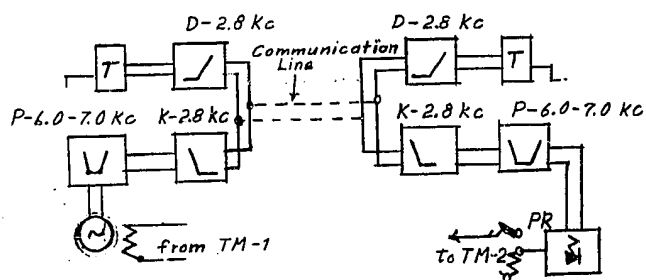 D-2.8 Kc
D-2.8 Kc
Communication
Line
T
T
P-6.0-7.0 Kc
K-2.8 kc
K-2.8 kc
P-6.0-7.0 Kc
PR
from TM-1
to TM-2